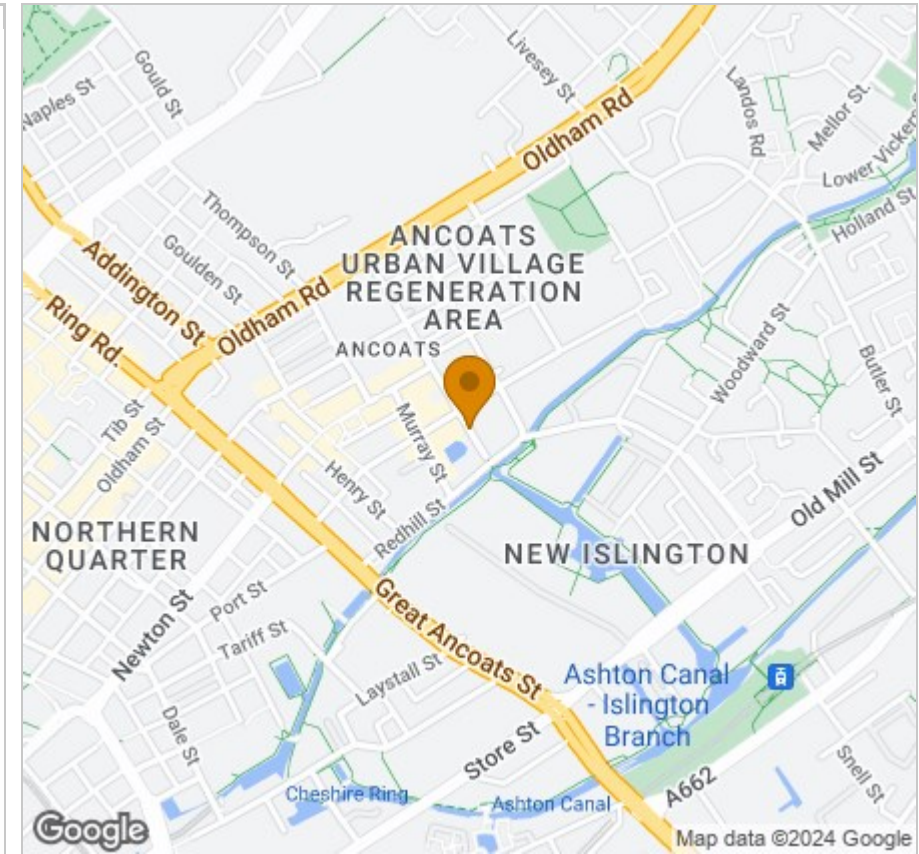 Naples St
Gould St
Livesey St
Landos Rd
Mellor St
Oldham Rd
Lower Vickers
Holland St
Thompson St
Goulden St
Addington St
Ring Rd.
Oldham Rd
ANCOATS
URBAN VILLAGE
REGENERATION
AREA
ANCOATS
Woodward St
Butler St
Tib St
Oldham St
Murray St
Henry St
Redhill St
Old Mill St
NORTHERN
QUARTER
NEW ISLINGTON
Port St
Newton St
Tariff St
Great Ancoats St
Laystall St
Ashton Canal
- Islington
Branch
Dale St
Store St
Snell St
A662
Cheshire Ring
Ashton Canal
Google
Map data ©2024 Google